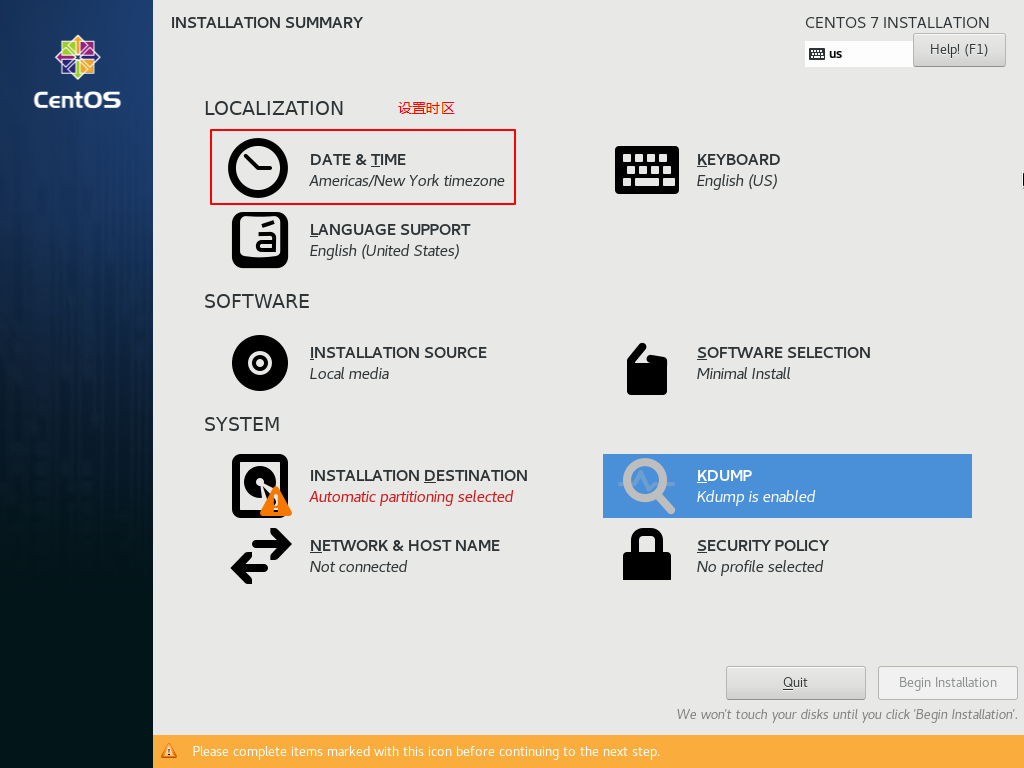 INSTALLATION SUMMARY
CENTOS 7 INSTALLATION
us
Help! (F1)
CentOS
LOCALIZATION
设置时区
DATE & TIME
Americas/New York timezone
KEYBOARD
English (US)
LANGUAGE SUPPORT
English (United States)
SOFTWARE
INSTALLATION SOURCE
Local media
SOFTWARE SELECTION
Minimal Install
SYSTEM
INSTALLATION DESTINATION
Automatic partitioning selected
KDUMP
Kdump is enabled
NETWORK & HOST NAME
Not connected
SECURITY POLICY
No profile selected
Quit
Begin Installation
We won't touch your disks until you click 'Begin Installation'.
Please complete items marked with this icon before continuing to the next step.